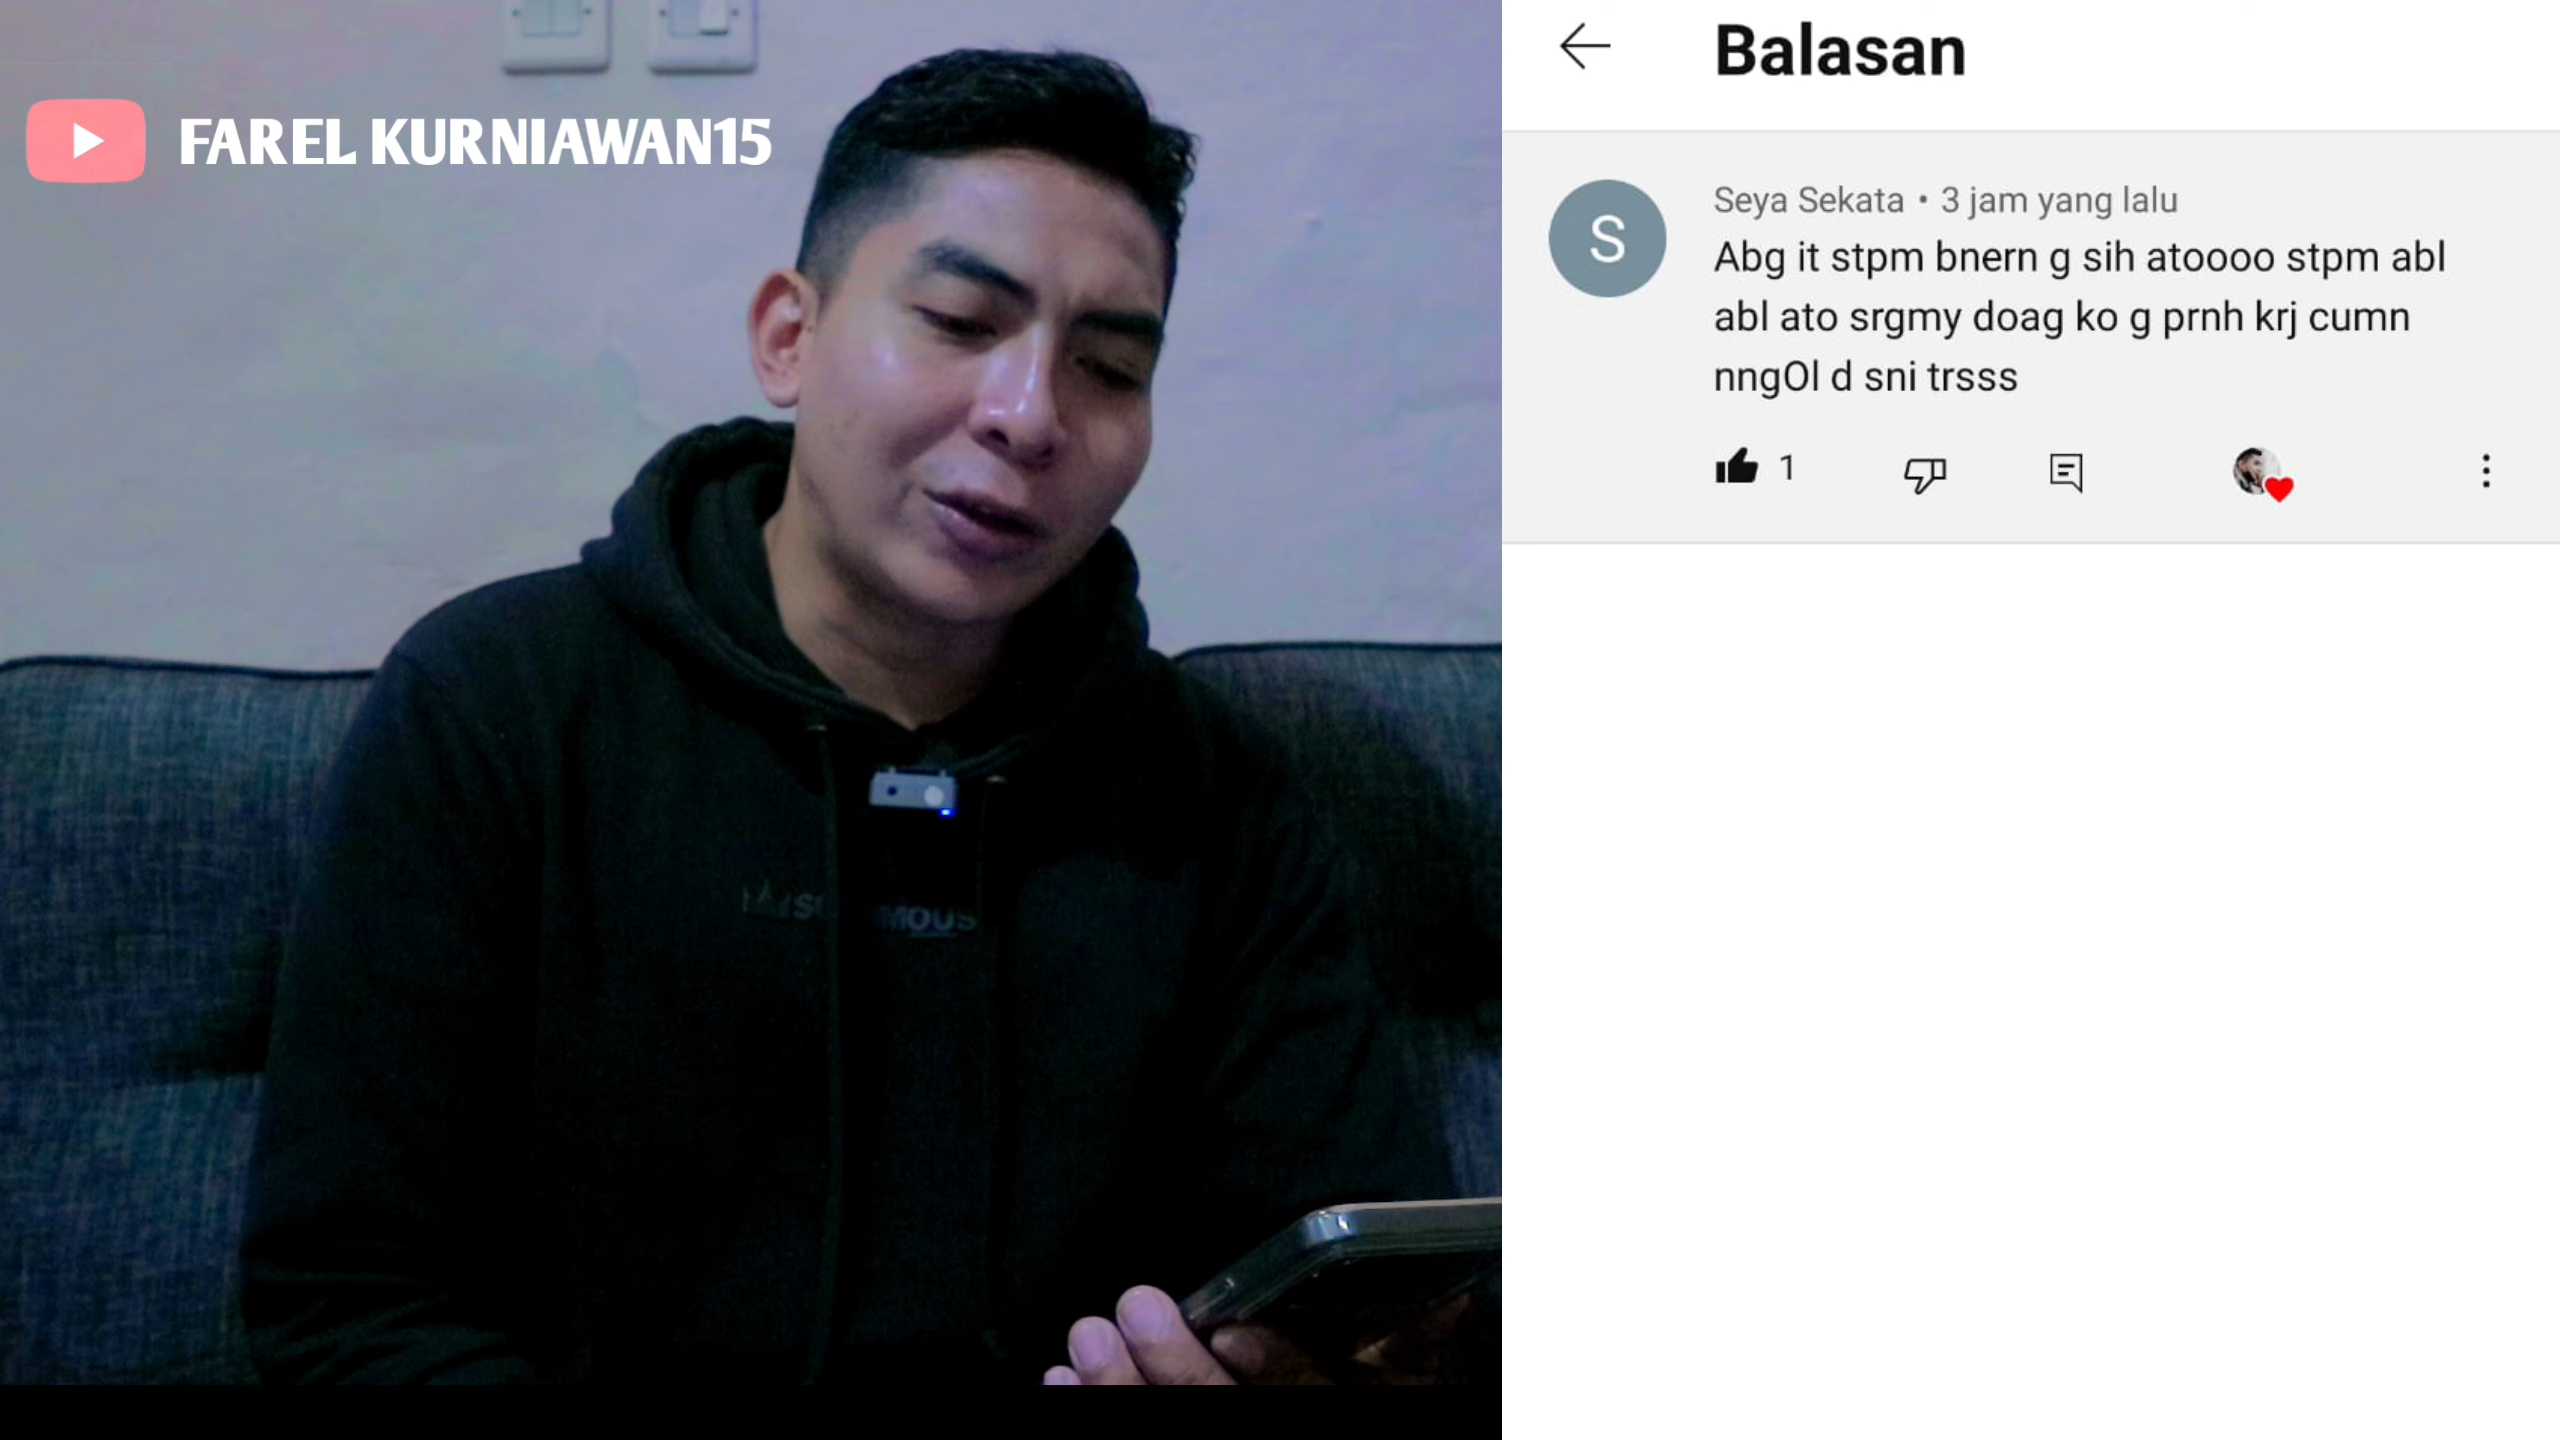 FAREL KURNIAWAN15
Balasan
S
Seya Sekata • 3 jam yang lalu
Abg it stpm bnern g sih atoooo stpm abl
abl ato srgmy doag ko g prnh krj cumn
nngOl d sni trsss
1